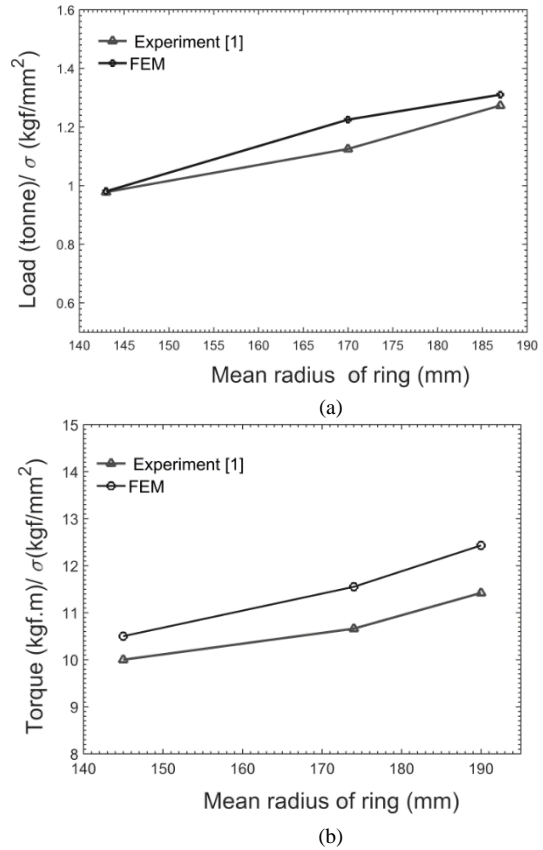 1.6
1.4
1.2
1
0.8
0.6
Load (tonne)/ σ (kgf/mm²)
Experiment [1]
FEM
140 145 150 155 160 165 170 175 180 185 190
Mean radius of ring (mm)
(a)
15
14
13
12
11
10
9
8
Torque (kgf.m)/ σ(kgf/mm²)
Experiment [1]
FEM
140 150 160 170 180 190
Mean radius of ring (mm)
(b)